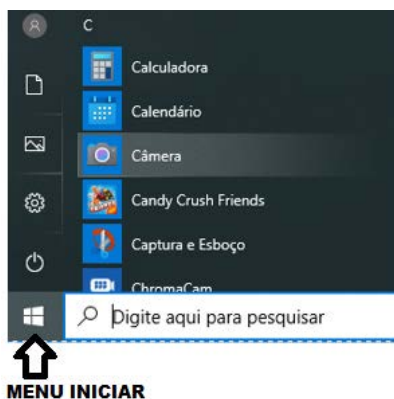 C
Calculadora
Calendário
Câmera
Candy Crush Friends
Captura e Esboço
ChromaCam
Digite aqui para pesquisar
MENU INICIAR